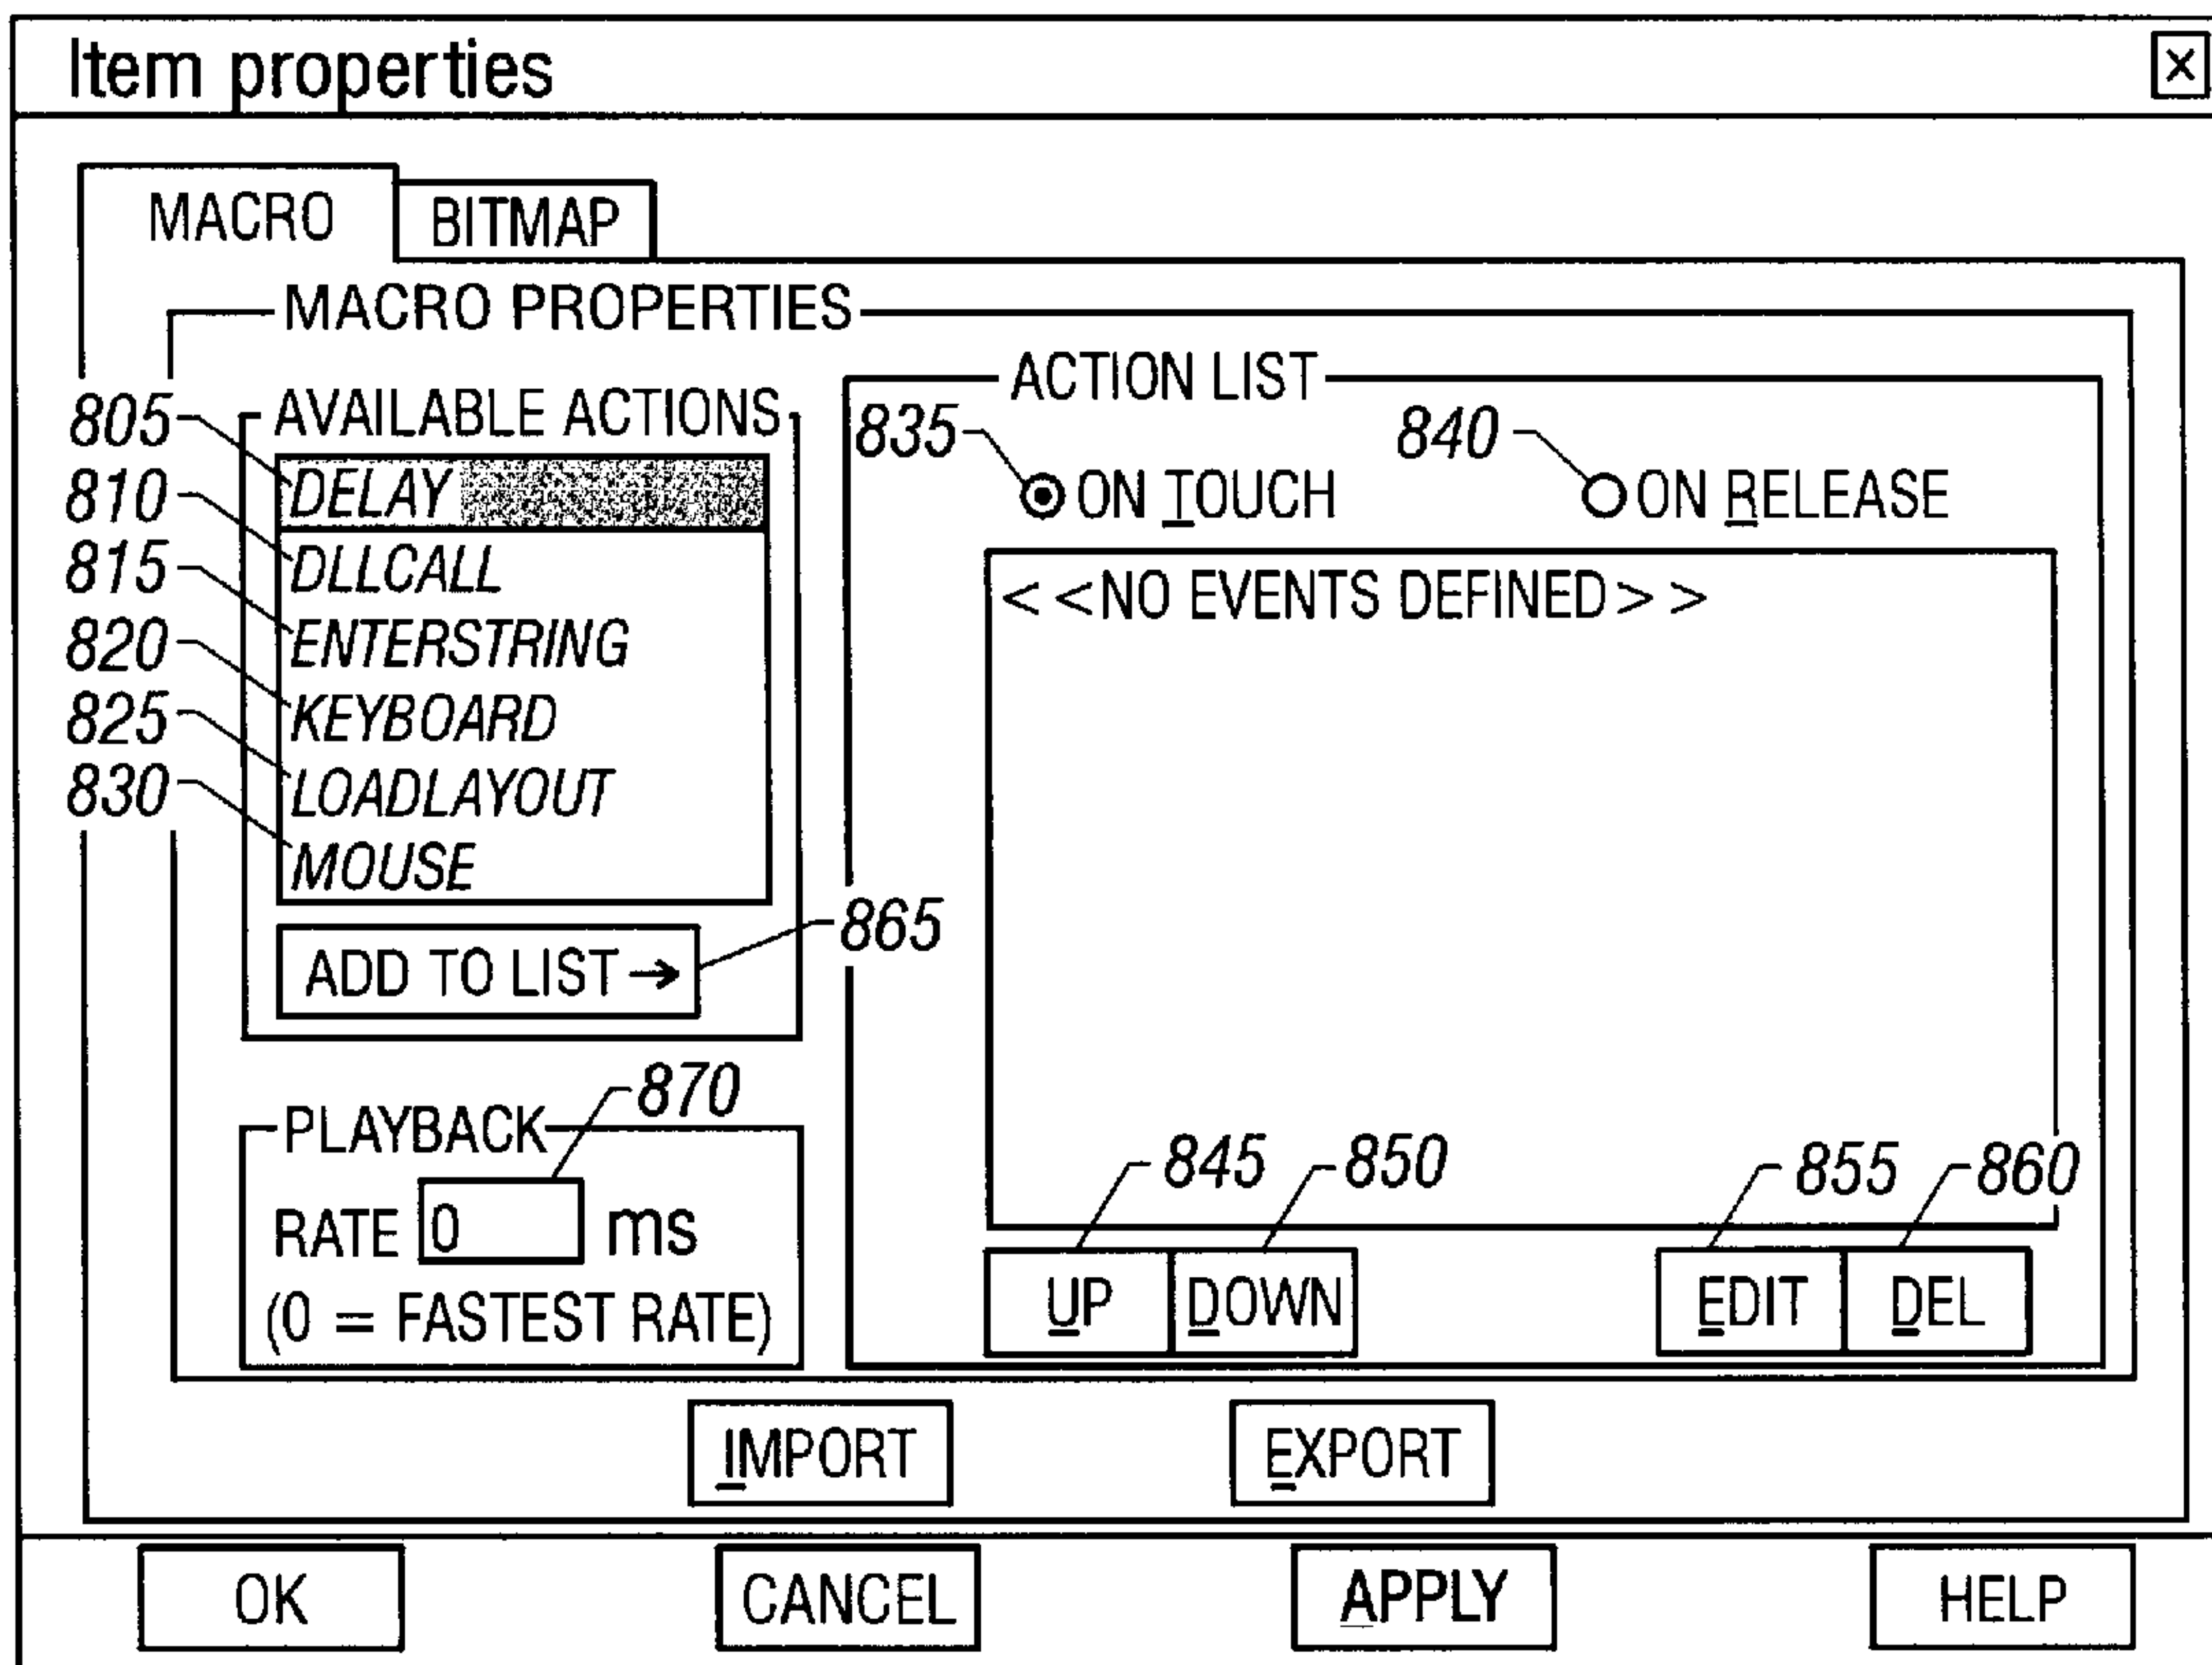 Item properties
X
MACRO
BITMAP
MACRO PROPERTIES
805
AVAILABLE ACTIONS
DELAY
810
DLLCALL
815
ENTERSTRING
820
KEYBOARD
825
LOADLAYOUT
830
MOUSE
ADD TO LIST →
865
PLAYBACK
870
RATE 0 ms
(0 = FASTEST RATE)
ACTION LIST
835
840
ON TOUCH
ON RELEASE
< <NO EVENTS DEFINED> >
845
850
855
860
UP
DOWN
EDIT
DEL
IMPORT
EXPORT
OK
CANCEL
APPLY
HELP